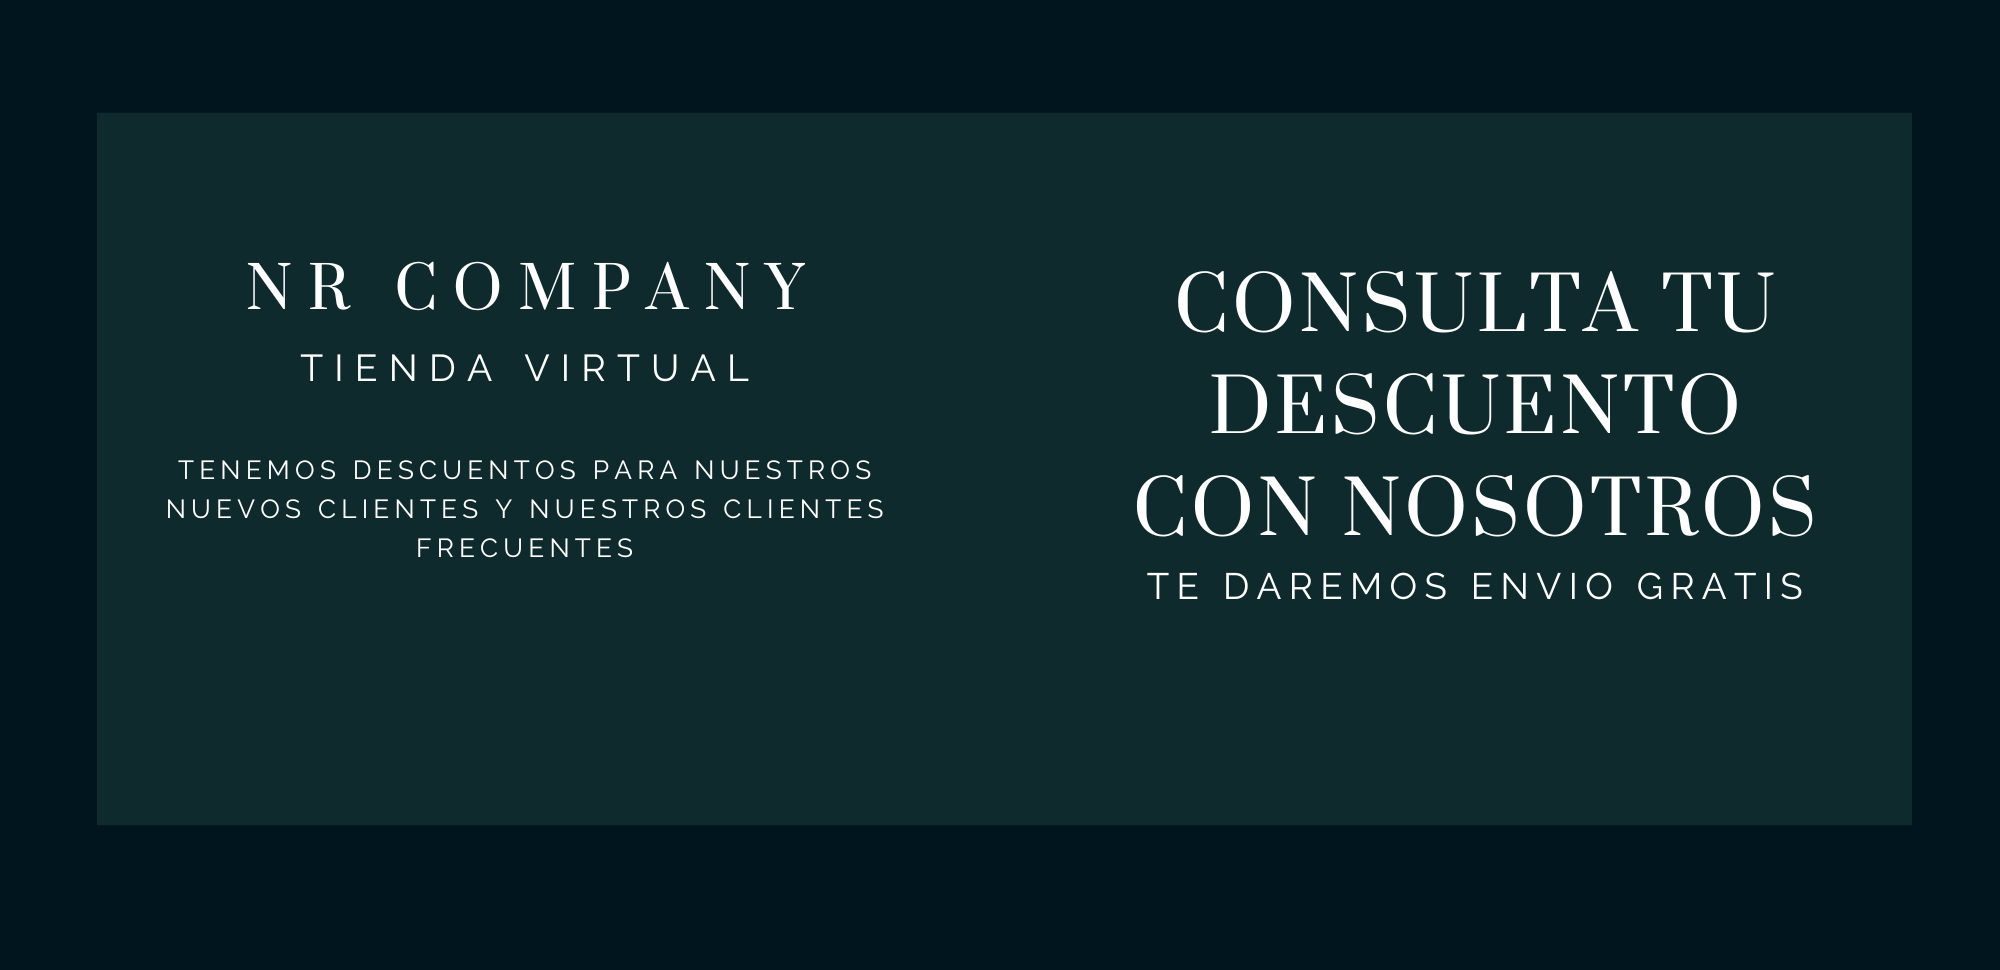 NR COMPANY
TIENDA VIRTUAL
TENEMOS DESCUENTOS PARA NUESTROS
NUEVOS CLIENTES Y NUESTROS CLIENTES
FRECUENTES
CONSULTA TU
DESCUENTO
CON NOSOTROS
TE DAREMOS ENVIO GRATIS